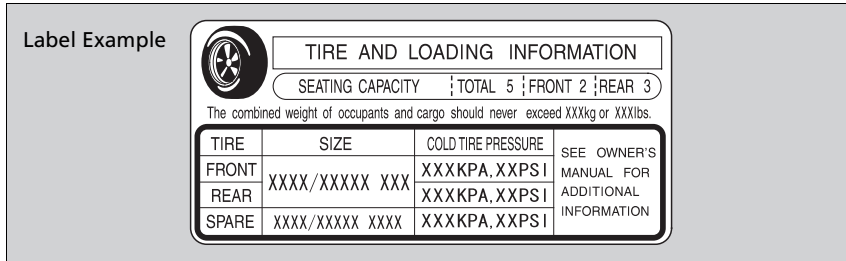 Label Example
TIRE AND LOADING INFORMATION
SEATING CAPACITY TOTAL 5 FRONT 2 REAR 3
The combined weight of occupants and cargo should never exceed XXXkg or XXXlbs.
TIRE SIZE COLD TIRE PRESSURE
FRONT XXXX/XXXXX XXX XXXKPA,XXPSI
REAR XXXKPA,XXPSI
SPARE XXXX/XXXXX XXXX XXXKPA,XXPSI
SEE OWNER'S
MANUAL FOR
ADDITIONAL
INFORMATION